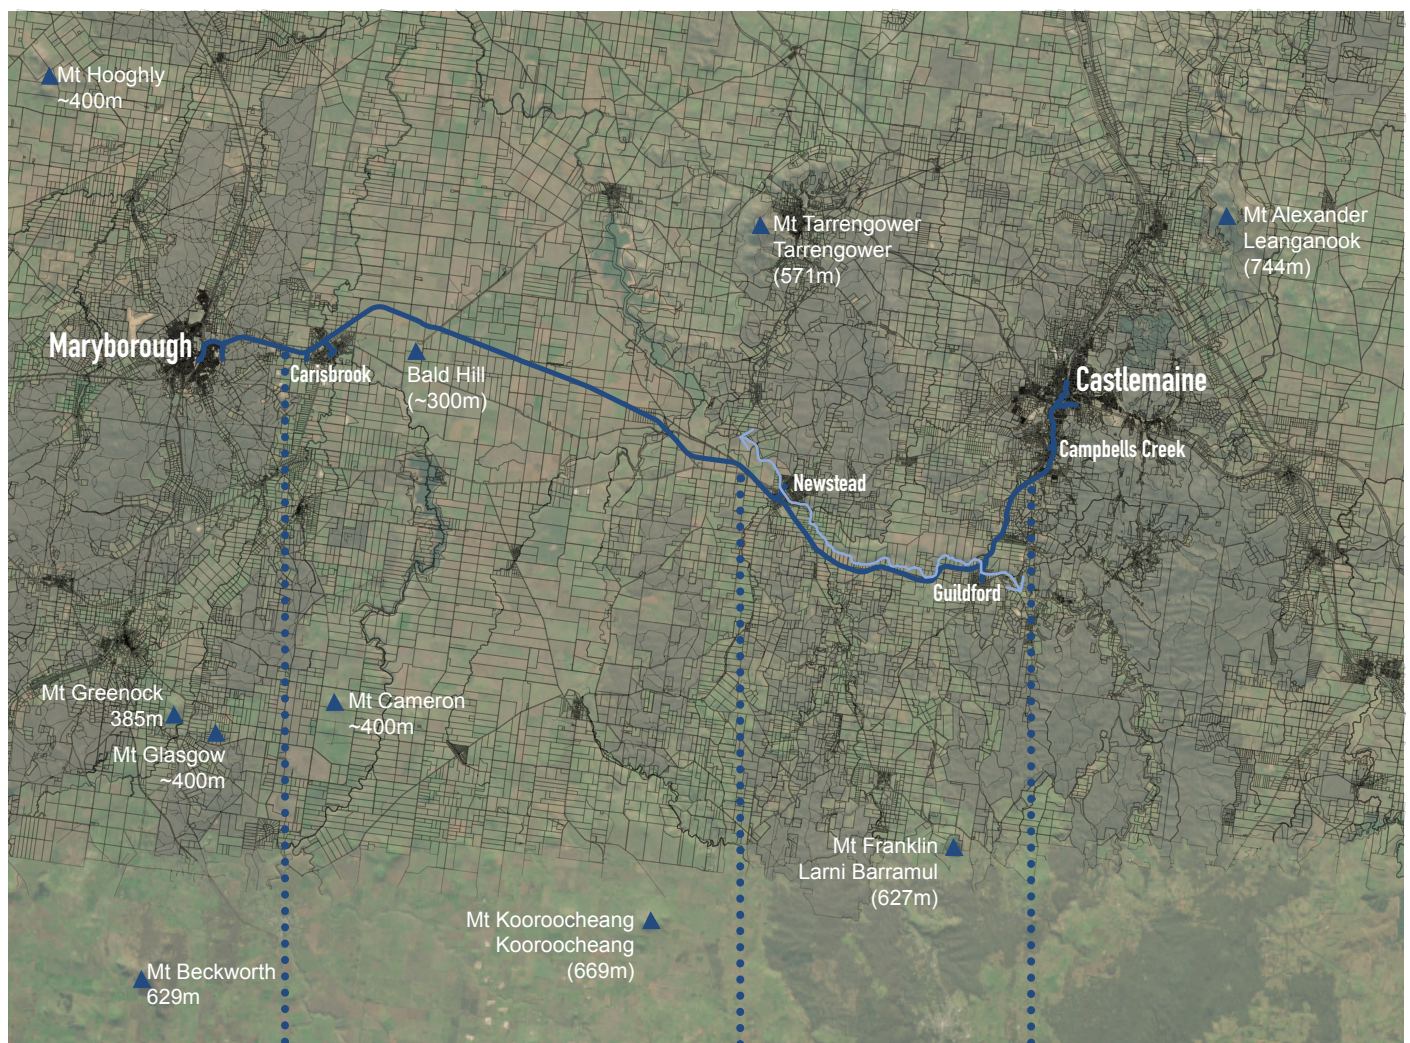 Mt Hooghly
~400m
Mt Tarrengower
Tarrengower
(571m)
Mt Alexander
Leanganook
(744m)
Maryborough
Carisbrook
Bald Hill
(~300m)
Castlemaine
Campbells Creek
Newstead
Guildford
Mt Greenock
385m
Mt Cameron
~400m
Mt Glasgow
~400m
Mt Franklin
Larni Barramul
(627m)
Mt Kooroocheang
Kooroocheang
(669m)
Mt Beckworth
629m